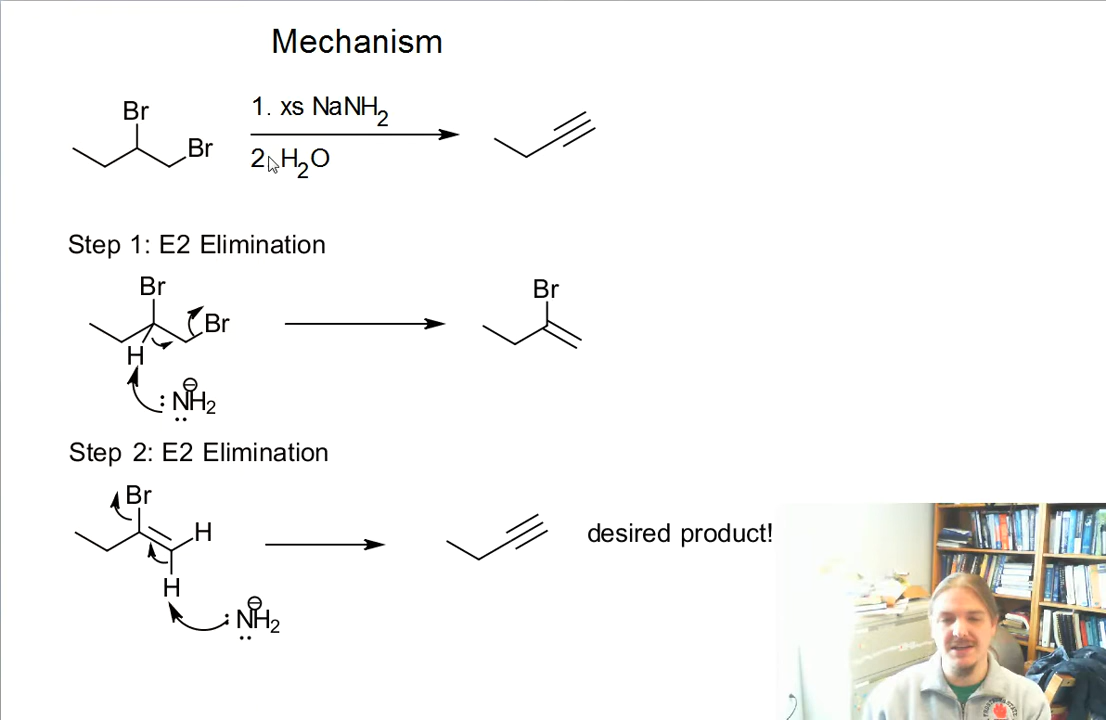 Mechanism
Br
1. xs NaNH2
Br
2. H2O
Step 1: E2 Elimination
Br
Br
Br
H
:NH2
Step 2: E2 Elimination
Br
H
desired product!
H
:NH2